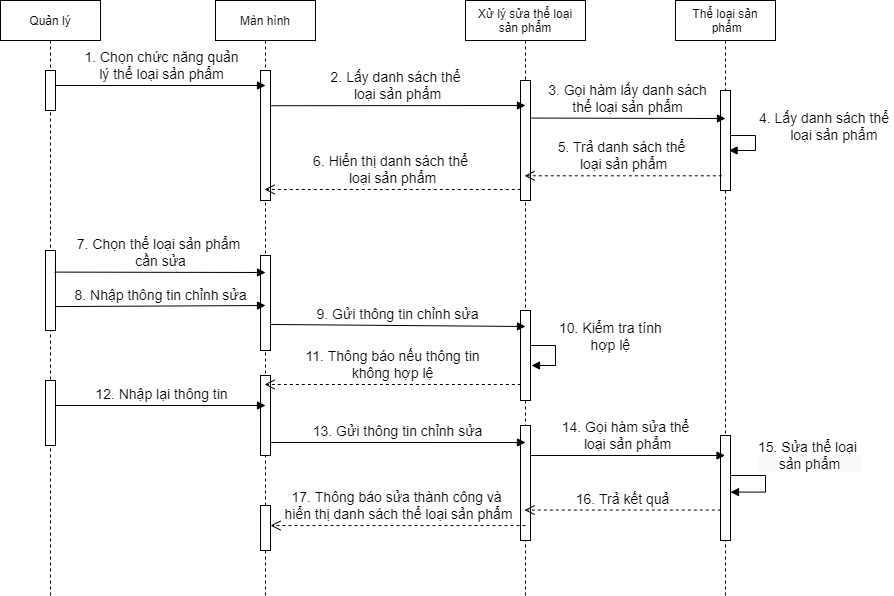 Quản lý
Màn hình
Xử lý sửa thể loại
sản phẩm
Thể loại sản
phẩm
1. Chọn chức năng quản
lý thể loại sản phẩm
2. Lấy danh sách thể
loại sản phẩm
3. Gọi hàm lấy danh sách
thể loại sản phẩm
4. Lấy danh sách thể
loại sản phẩm
5. Trả danh sách thể
loại sản phẩm
6. Hiển thị danh sách thể
loại sản phẩm
7. Chọn thể loại sản phẩm
cần sửa
8. Nhập thông tin chỉnh sửa
9. Gửi thông tin chỉnh sửa
10. Kiểm tra tính
hợp lệ
11. Thông báo nếu thông tin
không hợp lệ
12. Nhập lại thông tin
13. Gửi thông tin chỉnh sửa
14. Gọi hàm sửa thể
loại sản phẩm
15. Sửa thể loại
sản phẩm
16. Trả kết quả
17. Thông báo sửa thành công và
hiển thị danh sách thể loại sản phẩm